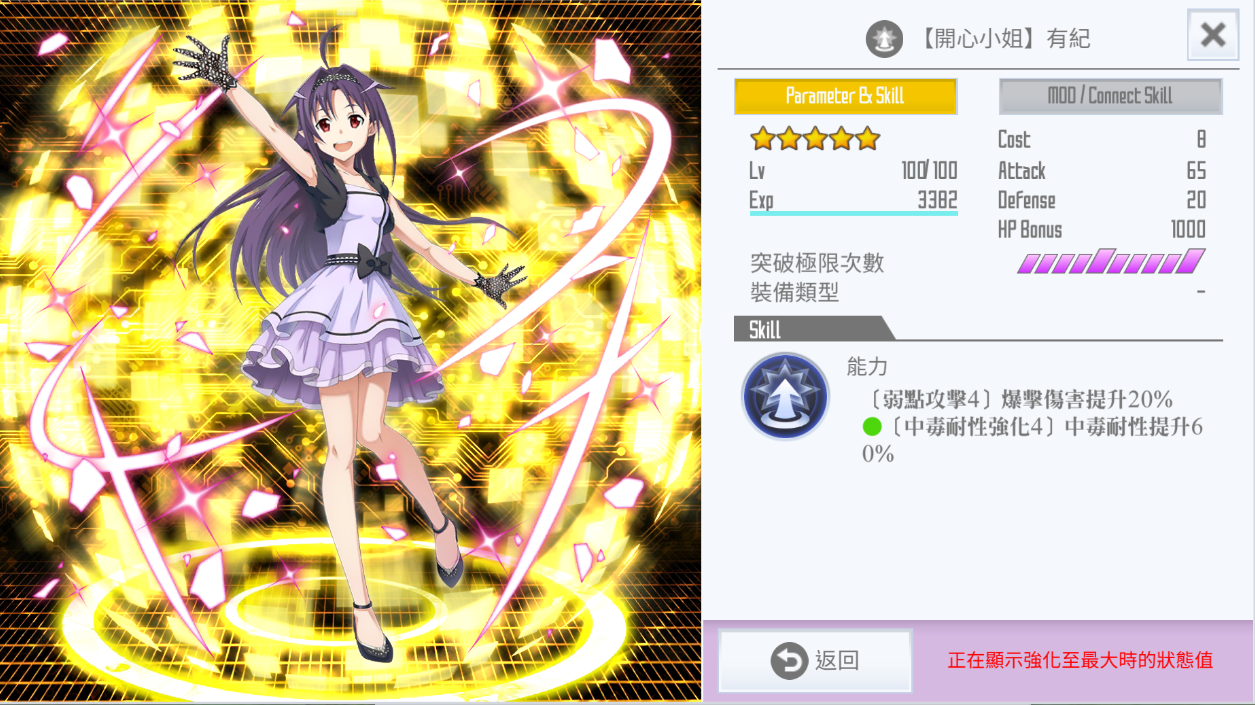 【開心小姐】有紀
Parameter & Skill
MOD / Connect Skill
Lv 100/100
Exp 3382
Cost 8
Attack 65
Defense 20
HP Bonus 1000
突破極限次數
裝備類型 -
Skill
能力
〔弱點攻擊4〕爆擊傷害提升20%
〔中毒耐性強化4〕中毒耐性提升6
0%
返回
正在顯示強化至最大時的狀態值